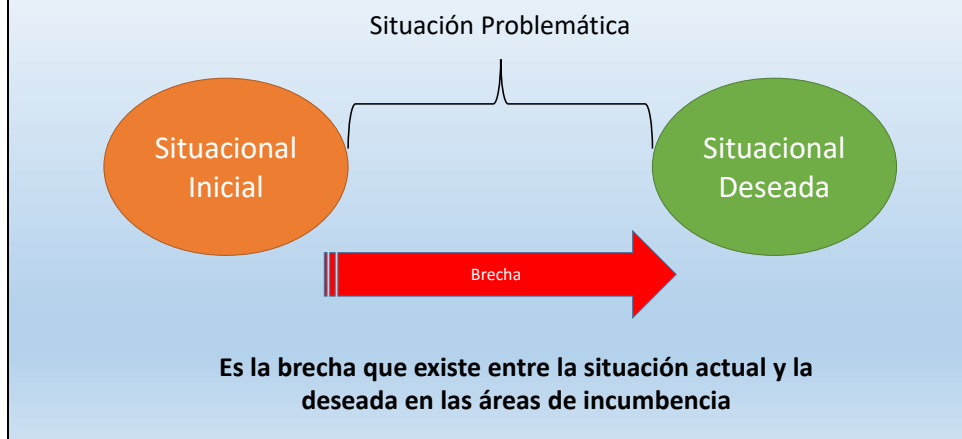 Situación Problemática
Situacional
Inicial
Situacional
Deseada
Brecha
Es la brecha que existe entre la situación actual y la
deseada en las áreas de incumbencia